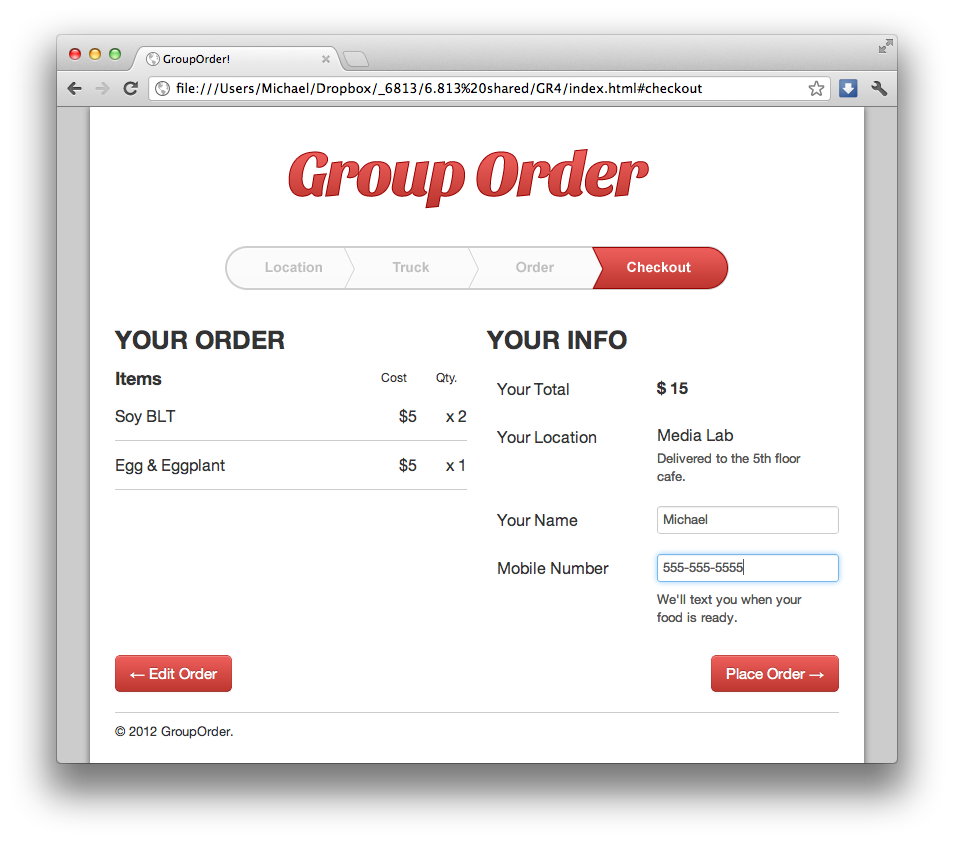 GroupOrder!
file:///Users/Michael/Dropbox/_6813/6.813%20shared/GR4/index.html#checkout
Group Order
Location Truck Order Checkout
YOUR ORDER
Items Cost Qty.
Soy BLT $5 x 2
Egg & Eggplant $5 x 1
YOUR INFO
Your Total $ 15
Your Location Media Lab
Delivered to the 5th floor
cafe.
Your Name Michael
Mobile Number 555-555-5555
We'll text you when your
food is ready.
← Edit Order Place Order →
© 2012 GroupOrder.